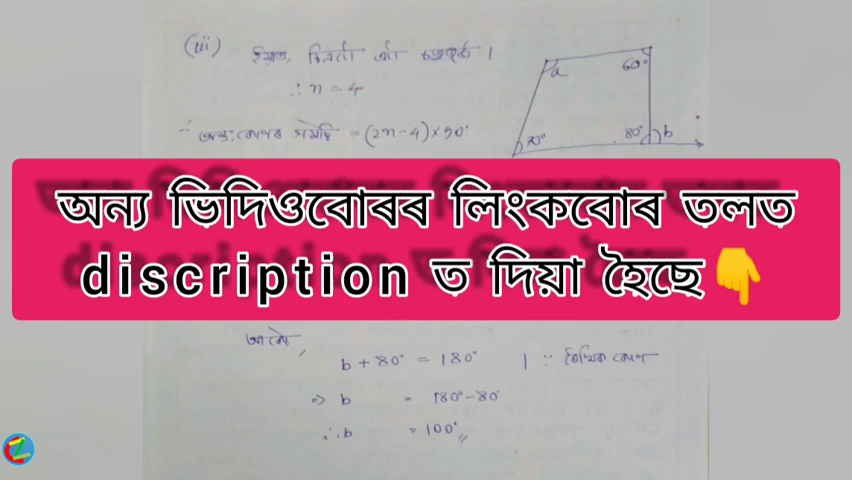 (iii) ইয়াত, চিত্ৰটো এটা চতুৰ্ভুজ ।
∴ n = 4
∴ অন্তঃকোণৰ সমষ্টি = (2n-4)×90°
a
60°
70°
80°
b
অন্য ভিদিওবোৰৰ লিংকবোৰ তলত
discription ত দিয়া হৈছে👇
আকৌ,
b + 80° = 180° | ∵ ৰৈখিক কোণ
⇒ b = 180°-80°
∴ b = 100°,,